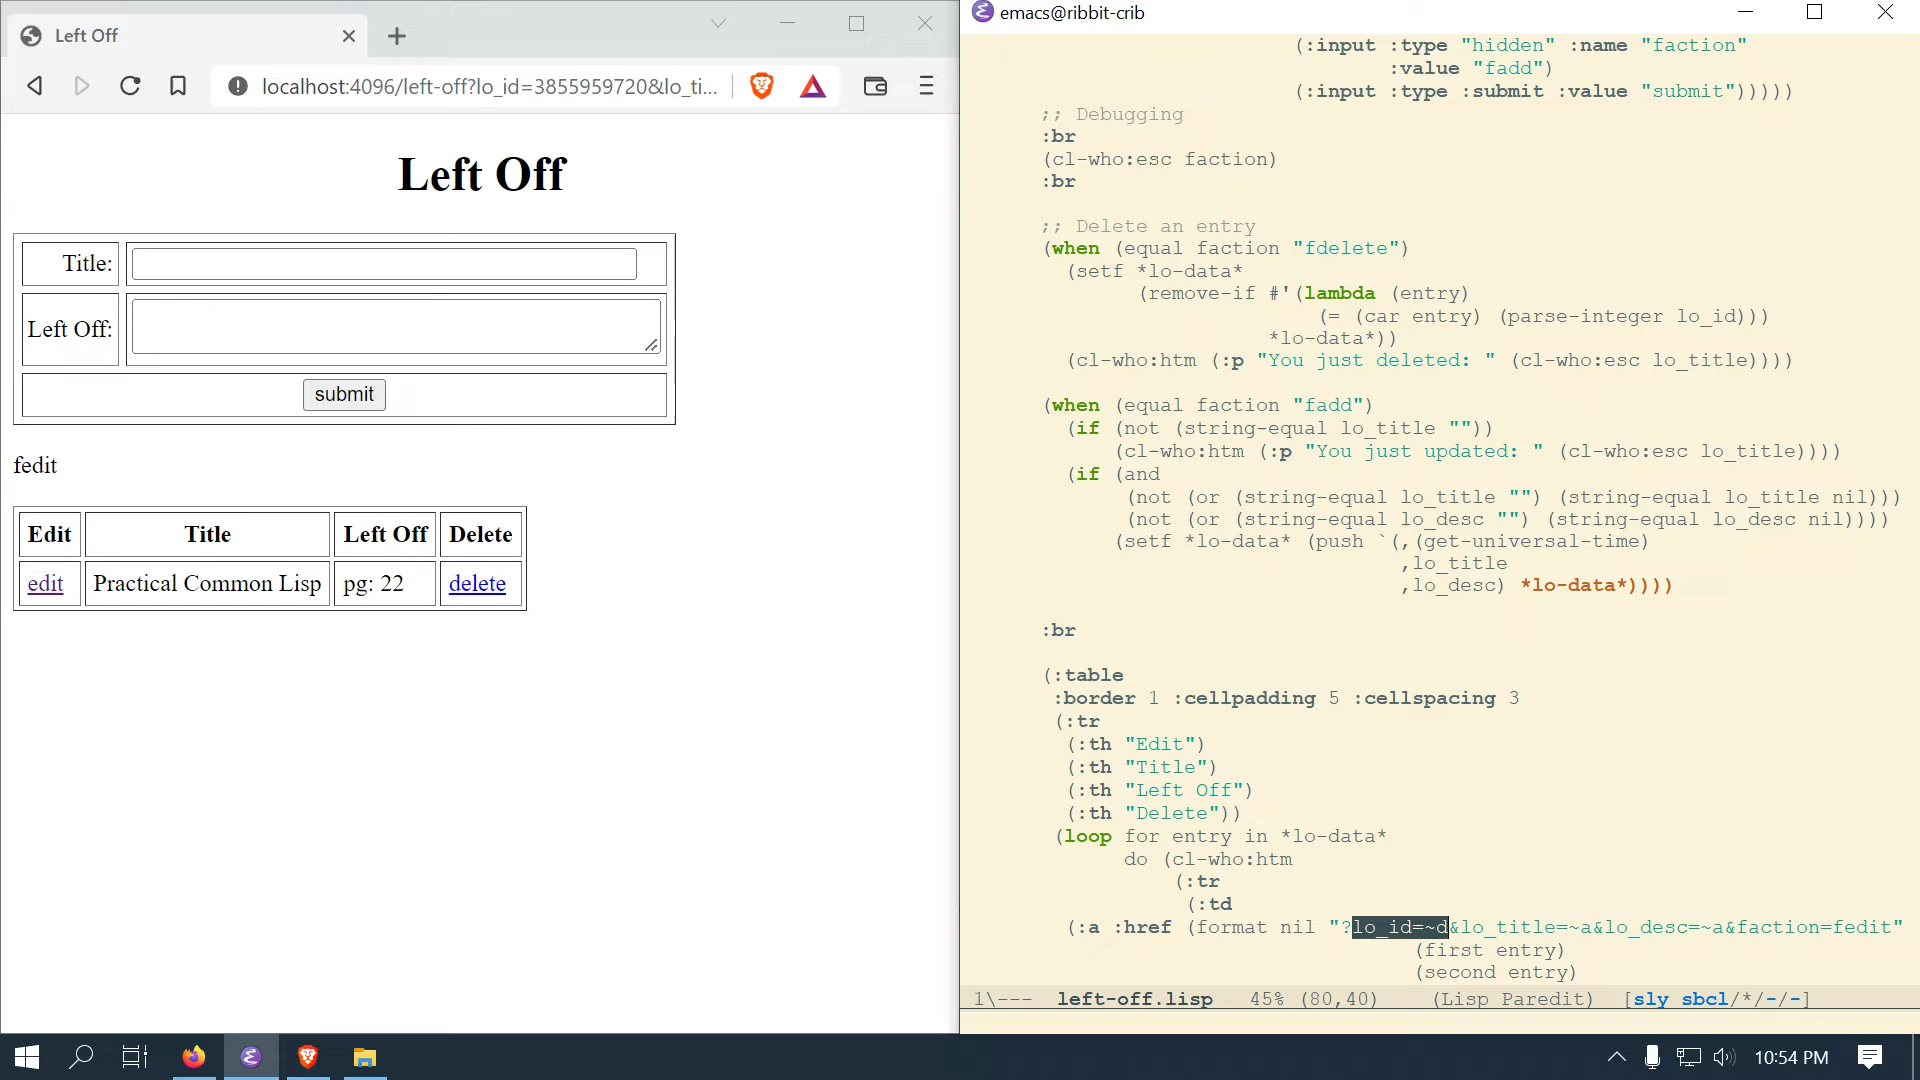 Left Off
localhost:4096/left-off?lo_id=3855959720&lo_ti...
Left Off
Title:
Left Off:
submit
fedit
Edit Title Left Off Delete
edit Practical Common Lisp pg: 22 delete
emacs@ribbit-crib
(:input :type "hidden" :name "faction"
:value "fadd")
(:input :type :submit :value "submit")))))
;; Debugging
:br
(cl-who:esc faction)
:br
;; Delete an entry
(when (equal faction "fdelete")
(setf *lo-data*
(remove-if #'(lambda (entry)
(= (car entry) (parse-integer lo_id)))
*lo-data*))
(cl-who:htm (:p "You just deleted: " (cl-who:esc lo_title))))
(when (equal faction "fadd")
(if (not (string-equal lo_title ""))
(cl-who:htm (:p "You just updated: " (cl-who:esc lo_title))))
(if (and
(not (or (string-equal lo_title "") (string-equal lo_title nil)))
(not (or (string-equal lo_desc "") (string-equal lo_desc nil))))
(setf *lo-data* (push `(,(get-universal-time)
,lo_title
,lo_desc) *lo-data*))))
:br
(:table
:border 1 :cellpadding 5 :cellspacing 3
(:tr
(:th "Edit")
(:th "Title")
(:th "Left Off")
(:th "Delete"))
(loop for entry in *lo-data*
do (cl-who:htm
(:tr
(:td
(:a :href (format nil "?lo_id=~d&lo_title=~a&lo_desc=~a&faction=fedit"
(first entry)
(second entry)
1\--- left-off.lisp 45% (80,40) (Lisp Paredit) [sly sbcl/*/-/-]
10:54 PM